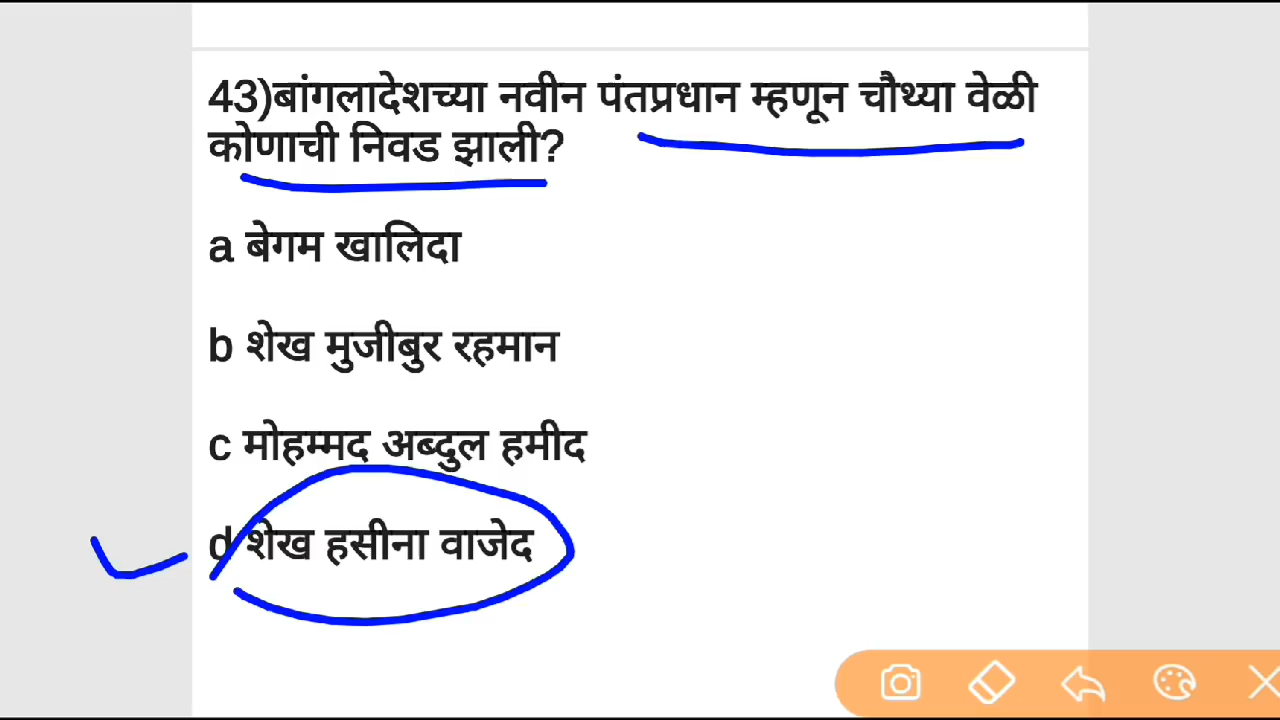 43)बांगलादेशच्या नवीन पंतप्रधान म्हणून चौथ्या वेळी
कोणाची निवड झाली?
a बेगम खालिदा
b शेख मुजीबुर रहमान
c मोहम्मद अब्दुल हमीद
d शेख हसीना वाजेद